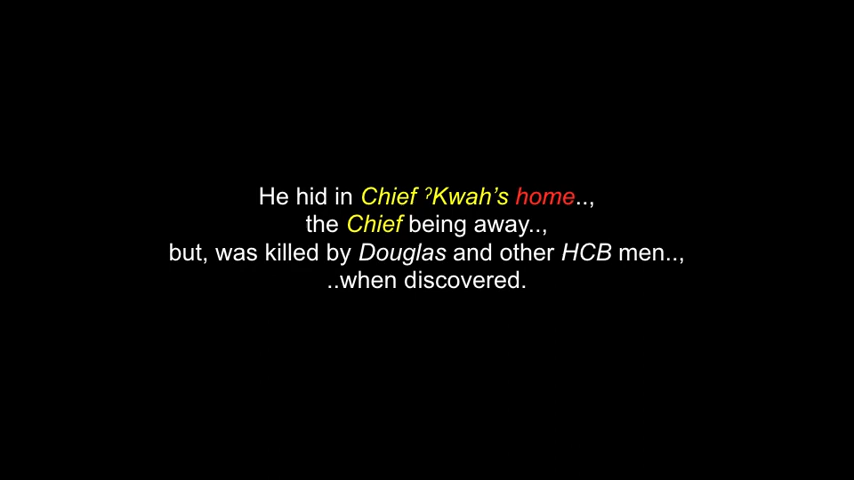 He hid in Chief ˀKwah’s home..,
the Chief being away..,
but, was killed by Douglas and other HCB men..,
..when discovered.